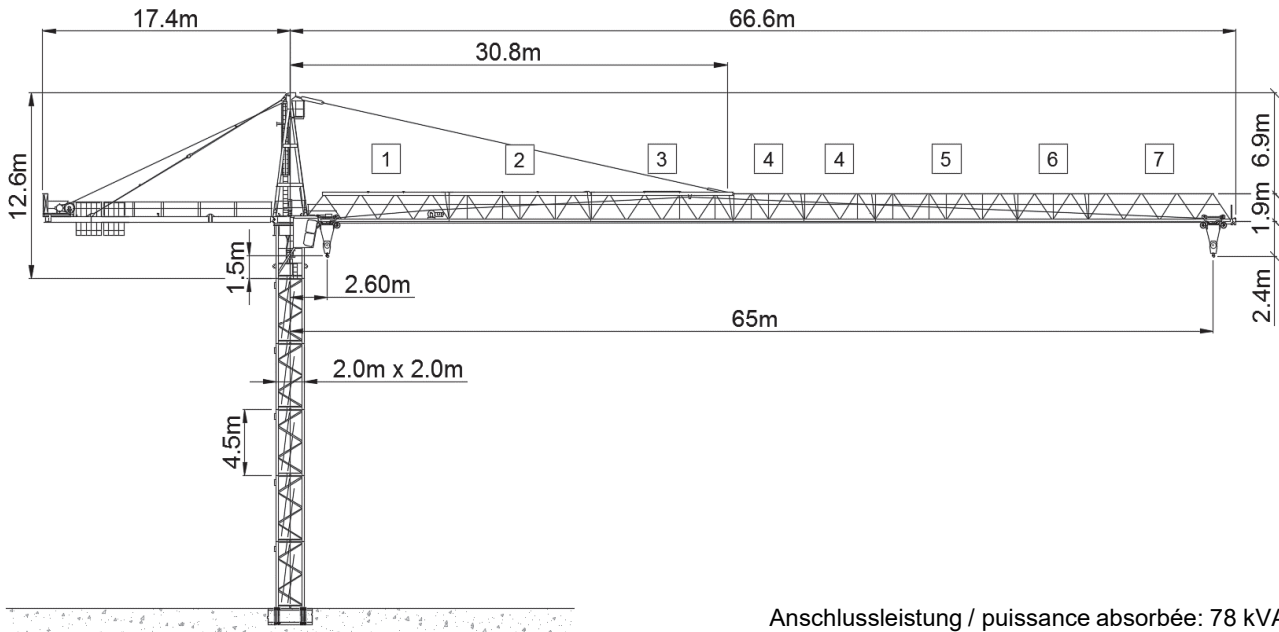 17.4m
66.6m
30.8m
12.6m
1
2
3
4
4
5
6
7
6.9m
1.9m
1.5m
2.60m
2.4m
65m
2.0m x 2.0m
4.5m
Anschlussleistung / puissance absorbée: 78 kVA